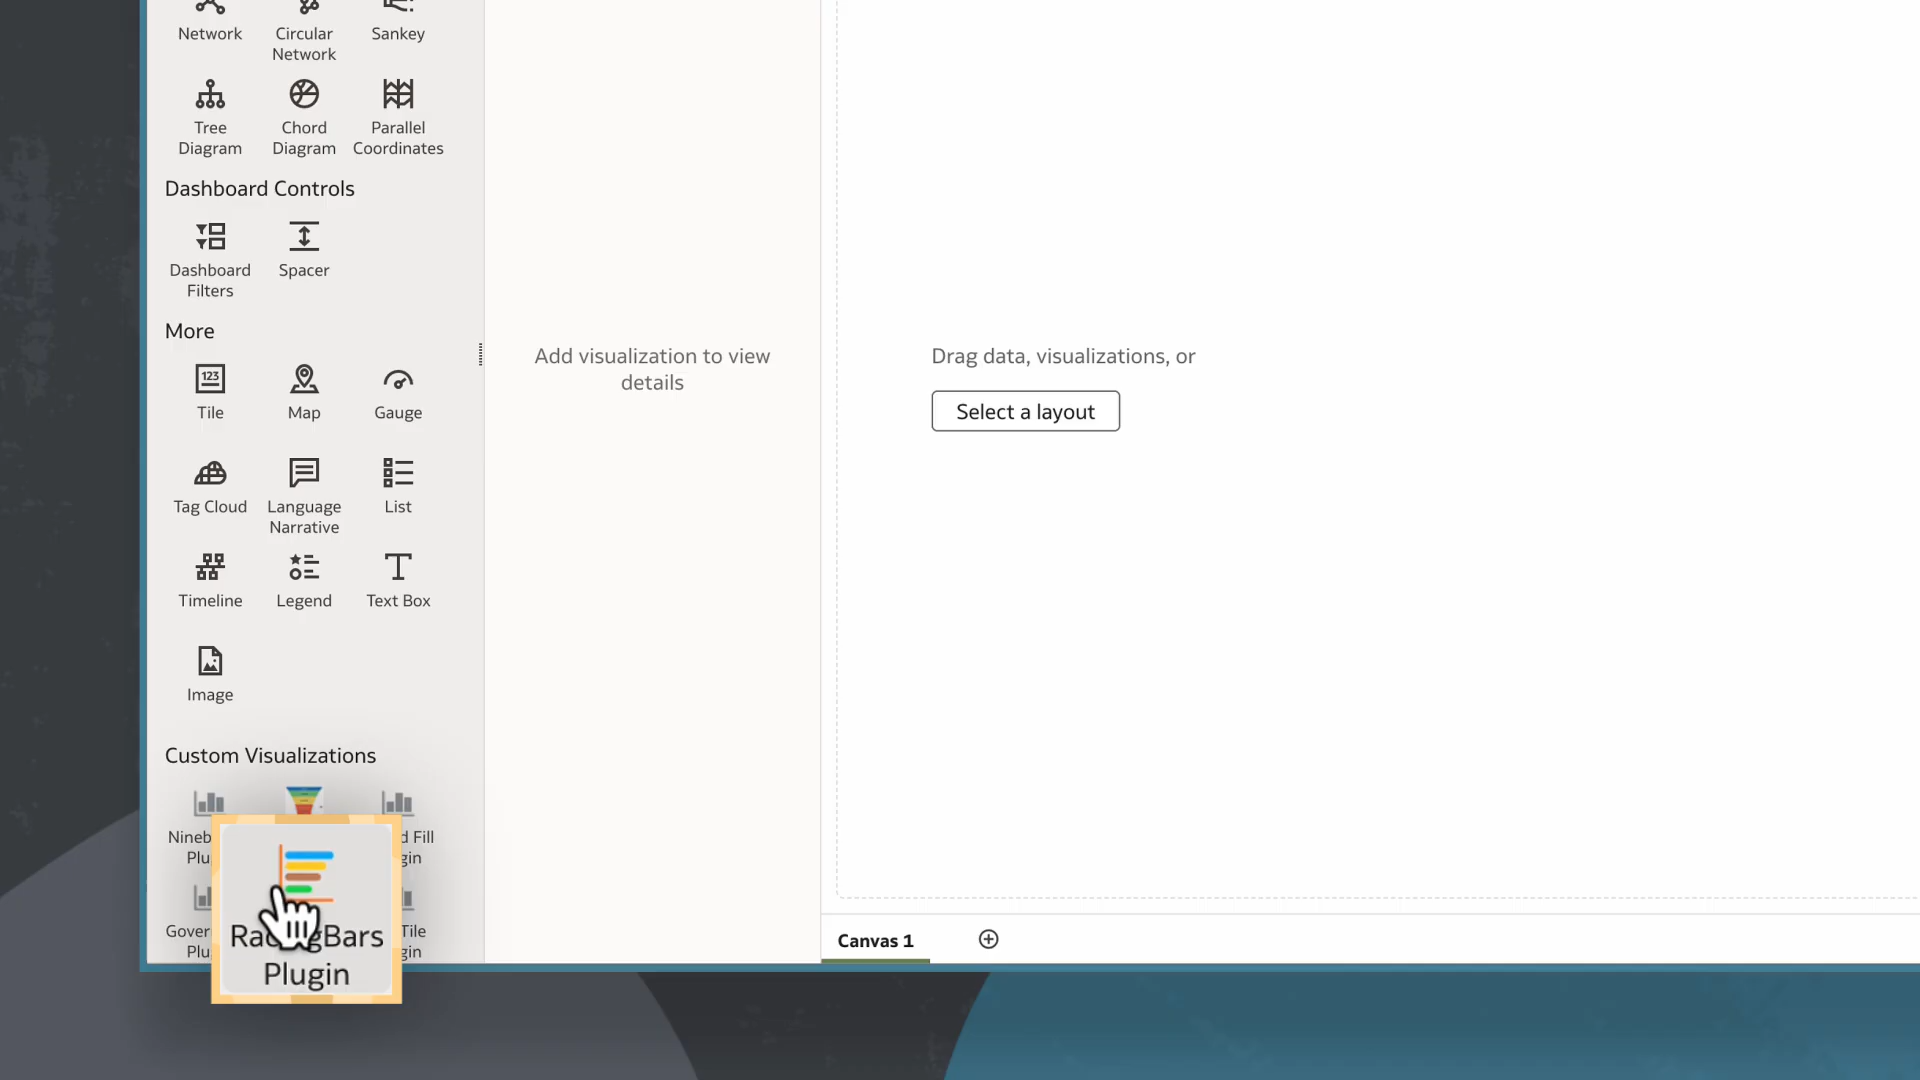 Network
Circular
Network
Sankey
Tree
Diagram
Chord
Diagram
Parallel
Coordinates
Dashboard Controls
Dashboard
Filters
Spacer
More
Tile
Map
Gauge
Tag Cloud
Language
Narrative
List
Timeline
Legend
Text Box
Image
Custom Visualizations
Fill
Tile
Plugin
Add visualization to view
details
Drag data, visualizations, or
Select a layout
Canvas 1